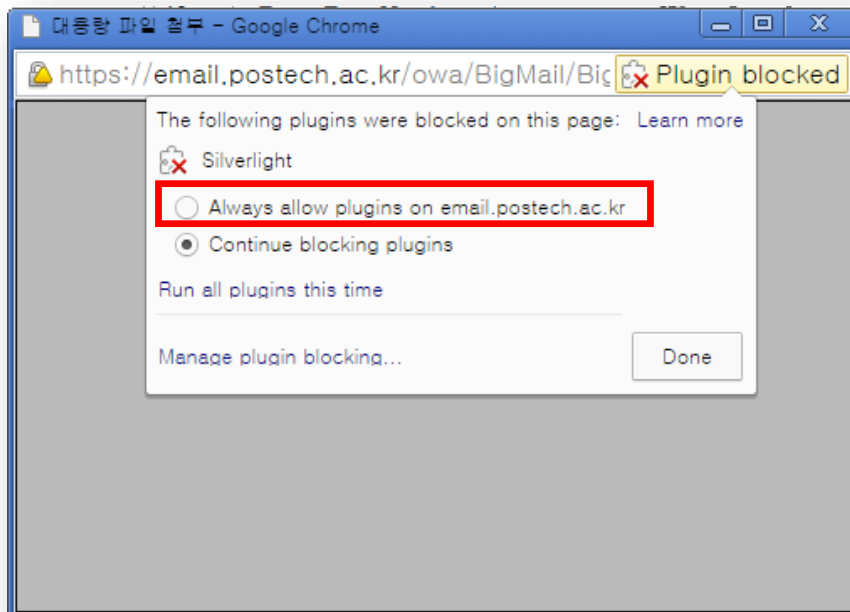 대용량 파일 첨부 - Google Chrome
https://email.postech.ac.kr/owa/BigMail/Big
Plugin blocked
The following plugins were blocked on this page: Learn more
Silverlight
Always allow plugins on email.postech.ac.kr
Continue blocking plugins
Run all plugins this time
Manage plugin blocking...
Done